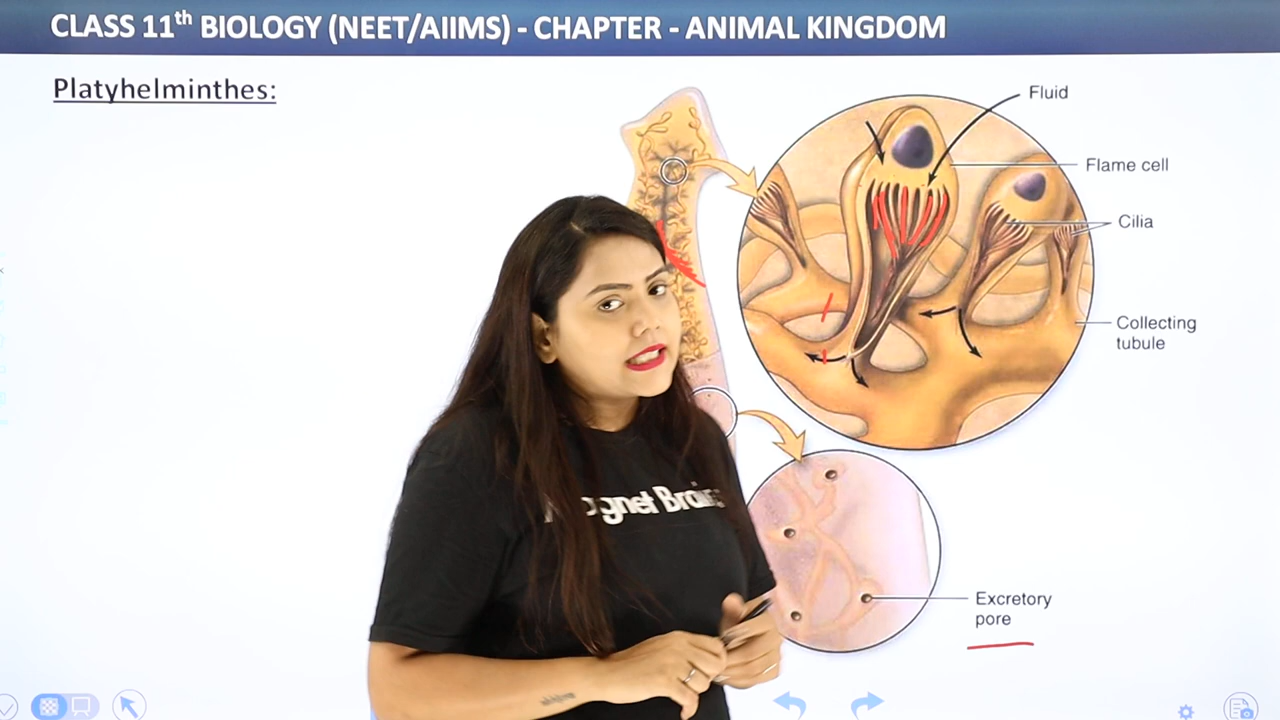 CLASS 11th BIOLOGY (NEET/AIIMS) - CHAPTER - ANIMAL KINGDOM
Platyhelminthes:
Fluid
Flame cell
Cilia
Collecting
tubule
Excretory
pore